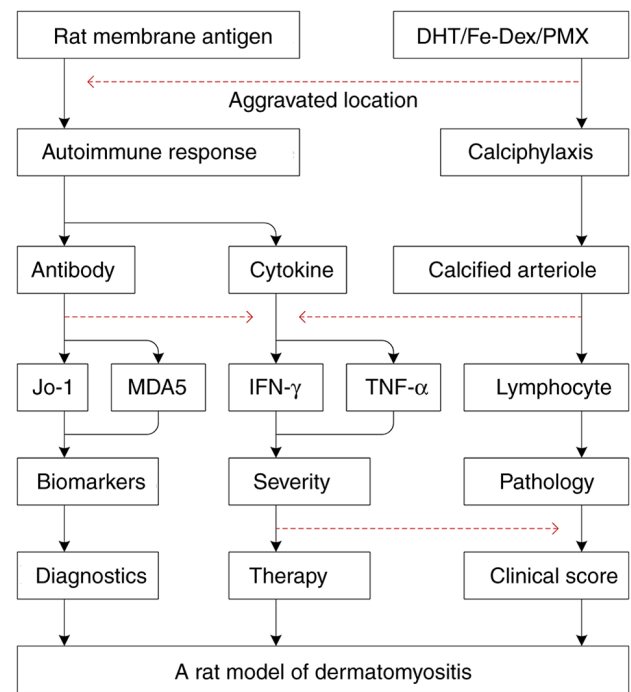 Rat membrane antigen
DHT/Fe-Dex/PMX
Aggravated location
Autoimmune response
Calciphylaxis
Antibody
Cytokine
Calcified arteriole
Jo-1
MDA5
IFN-γ
TNF-α
Lymphocyte
Biomarkers
Severity
Pathology
Diagnostics
Therapy
Clinical score
A rat model of dermatomyositis